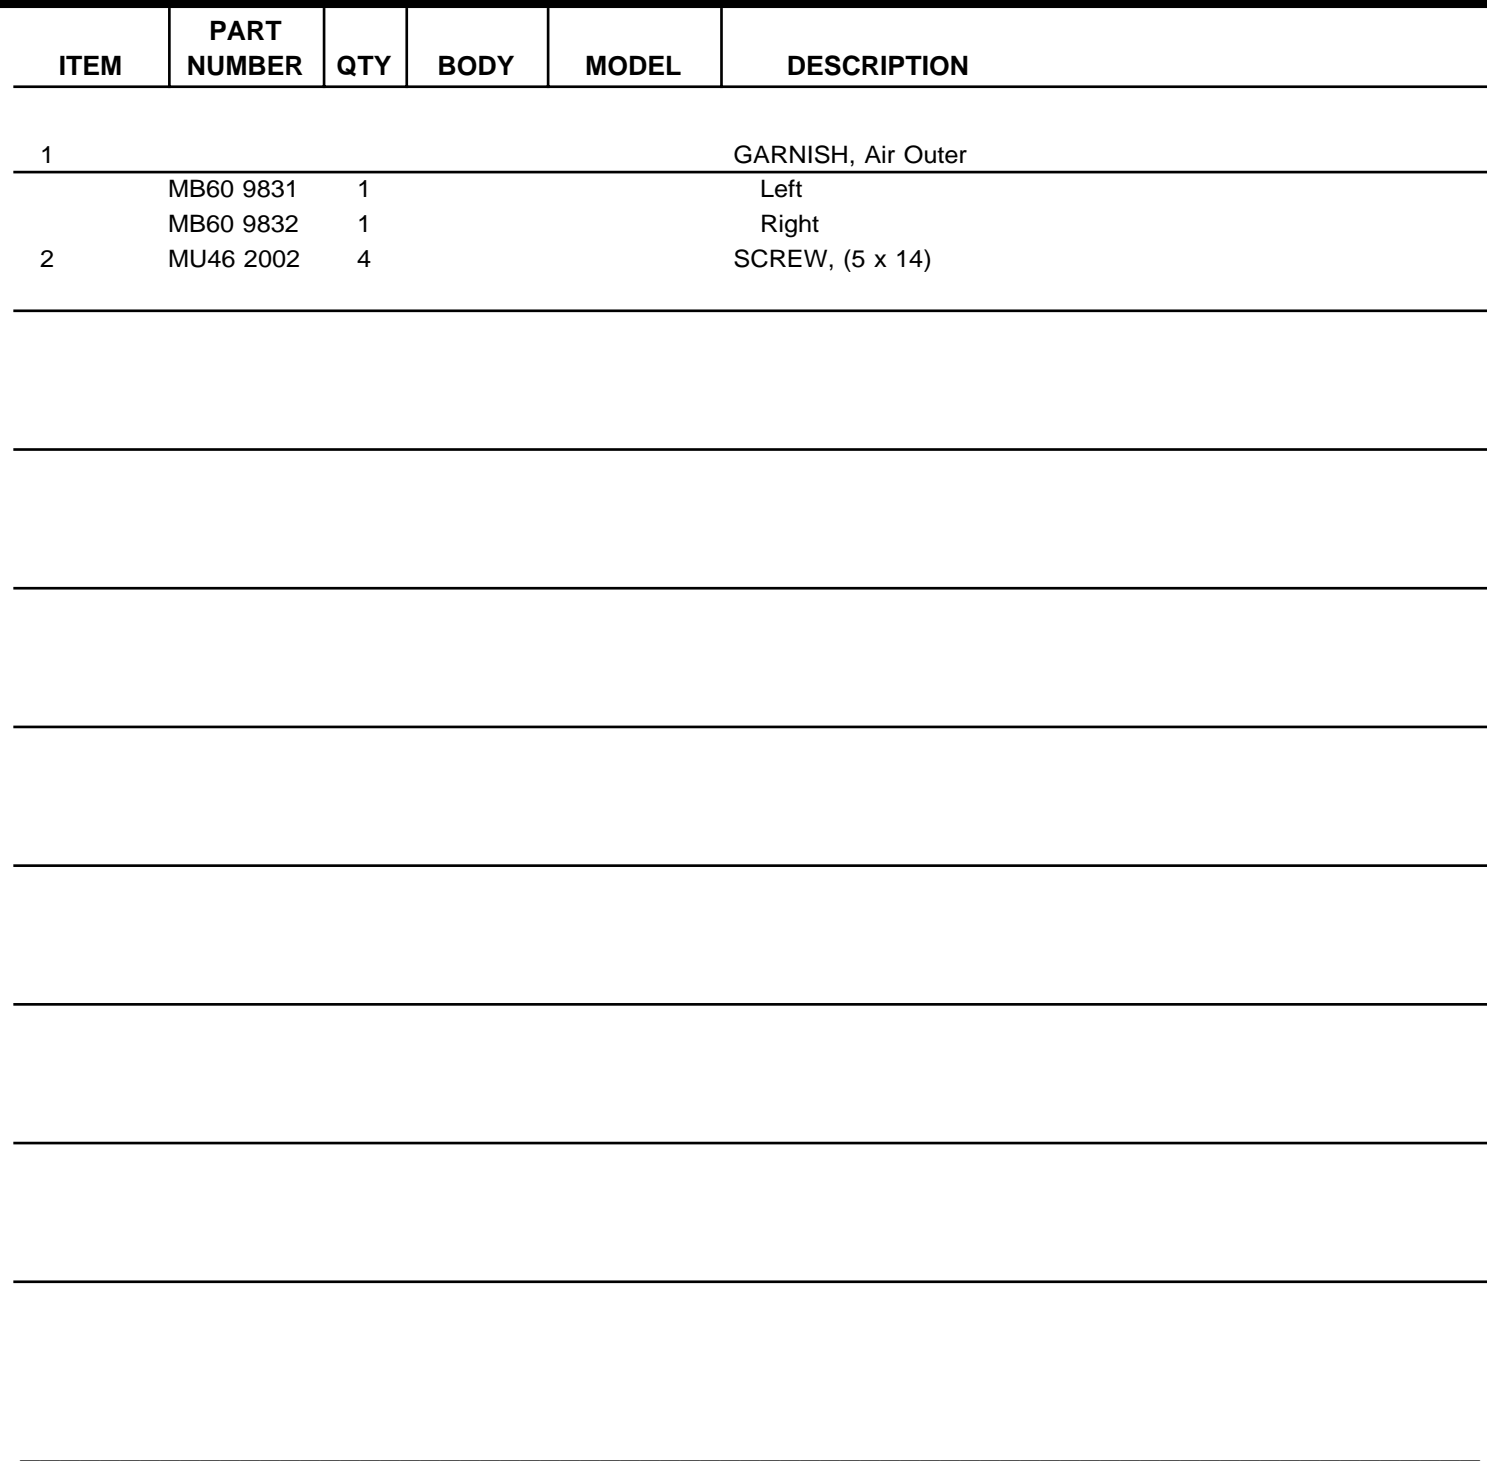 PART
ITEM NUMBER QTY BODY MODEL DESCRIPTION
1 GARNISH, Air Outer
MB60 9831 1 Left
MB60 9832 1 Right
2 MU46 2002 4 SCREW, (5 x 14)